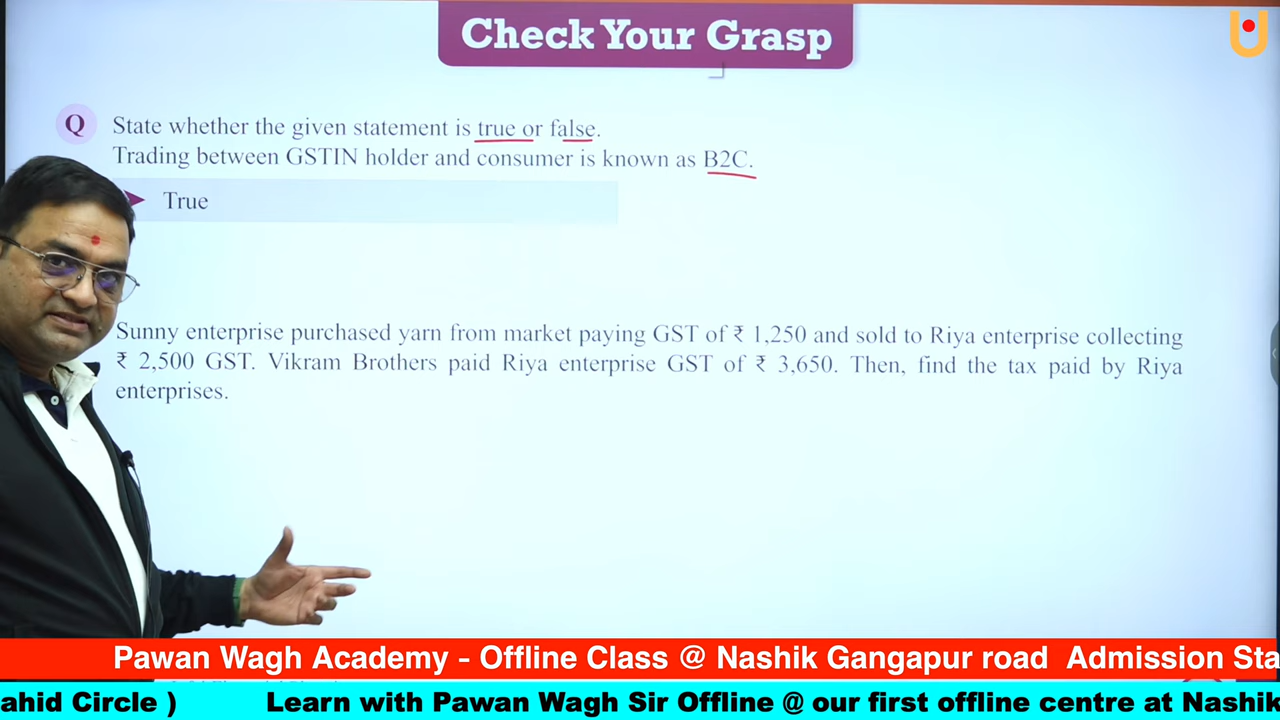 Check Your Grasp
Q State whether the given statement is true or false.
Trading between GSTIN holder and consumer is known as B2C.
True
Sunny enterprise purchased yarn from market paying GST of ₹ 1,250 and sold to Riya enterprise collecting
₹ 2,500 GST. Vikram Brothers paid Riya enterprise GST of ₹ 3,650. Then, find the tax paid by Riya
enterprises.
Pawan Wagh Academy - Offline Class @ Nashik Gangapur road Admission Sta
ahid Circle ) Learn with Pawan Wagh Sir Offline @ our first offline centre at Nashik